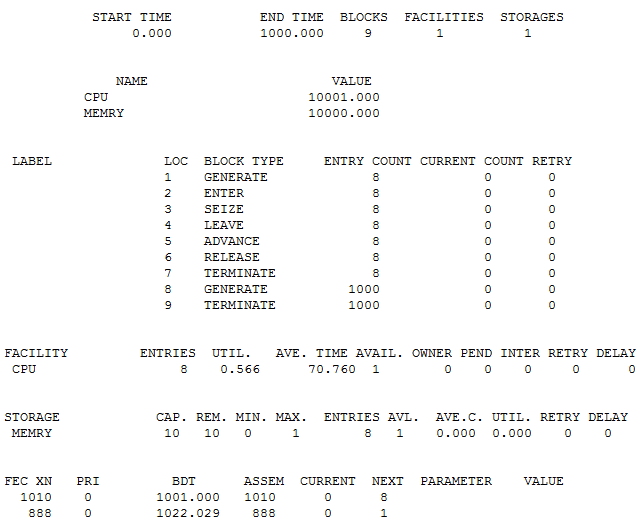 START TIME END TIME BLOCKS FACILITIES STORAGES
0.000 1000.000 9 1 1
NAME VALUE
CPU 10001.000
MEMRY 10000.000
LABEL LOC BLOCK TYPE ENTRY COUNT CURRENT COUNT RETRY
1 GENERATE 8 0 0
2 ENTER 8 0 0
3 SEIZE 8 0 0
4 LEAVE 8 0 0
5 ADVANCE 8 0 0
6 RELEASE 8 0 0
7 TERMINATE 8 0 0
8 GENERATE 1000 0 0
9 TERMINATE 1000 0 0
FACILITY ENTRIES UTIL. AVE. TIME AVAIL. OWNER PEND INTER RETRY DELAY
CPU 8 0.566 70.760 1 0 0 0 0 0
STORAGE CAP. REM. MIN. MAX. ENTRIES AVL. AVE.C. UTIL. RETRY DELAY
MEMRY 10 10 0 1 8 1 0.000 0.000 0 0
FEC XN PRI BDT ASSEM CURRENT NEXT PARAMETER VALUE
1010 0 1001.000 1010 0 8
888 0 1022.029 888 0 1